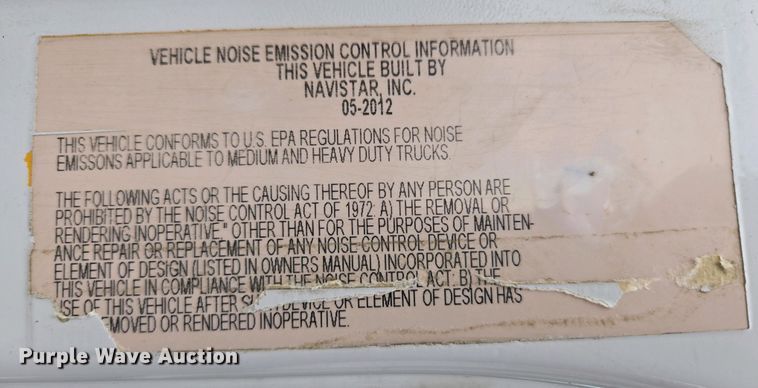 VEHICLE NOISE EMISSION CONTROL INFORMATION
THIS VEHICLE BUILT BY
NAVISTAR, INC.
05-2012
THIS VEHICLE CONFORMS TO U.S. EPA REGULATIONS FOR NOISE
EMISSONS APPLICABLE TO MEDIUM AND HEAVY DUTY TRUCKS.
THE FOLLOWING ACTS OR THE CAUSING THEREOF BY ANY PERSON ARE
PROHIBITED BY THE NOISE CONTROL ACT OF 1972: A) THE REMOVAL OR
RENDERING INOPERATIVE," OTHER THAN FOR THE PURPOSES OF MAINTEN-
ANCE REPAIR OR REPLACEMENT OF ANY NOISE CONTROL DEVICE OR
ELEMENT OF DESIGN (LISTED IN OWNERS MANUAL) INCORPORATED INTO
THIS VEHICLE IN COMPLIANCE WITH THE NOISE CONTROL ACT: B) THE
USE OF THIS VEHICLE AFTER DEVICE OR ELEMENT OF DESIGN HAS
EMOVED OR RENDERED INOPERATIVE.
Purple Wave Auction